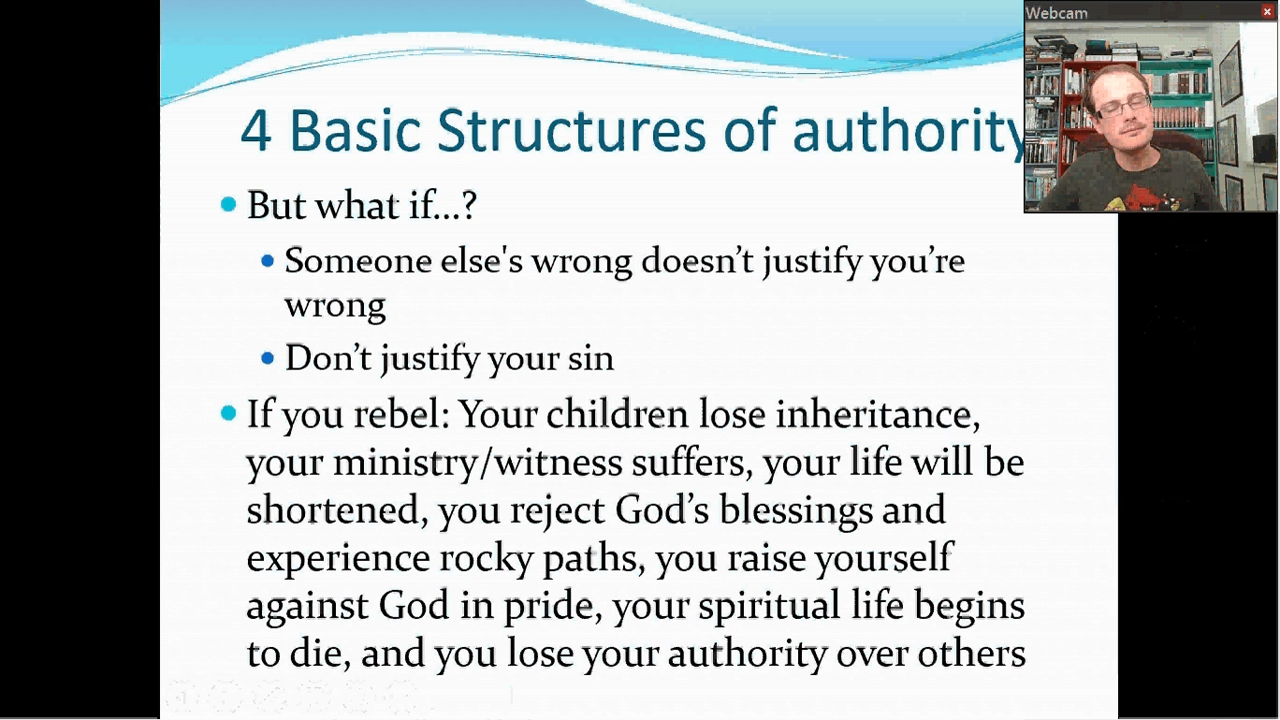 Webcam
4 Basic Structures of authority
But what if...?
Someone else's wrong doesn’t justify you’re
wrong
Don’t justify your sin
If you rebel: Your children lose inheritance,
your ministry/witness suffers, your life will be
shortened, you reject God’s blessings and
experience rocky paths, you raise yourself
against God in pride, your spiritual life begins
to die, and you lose your authority over others